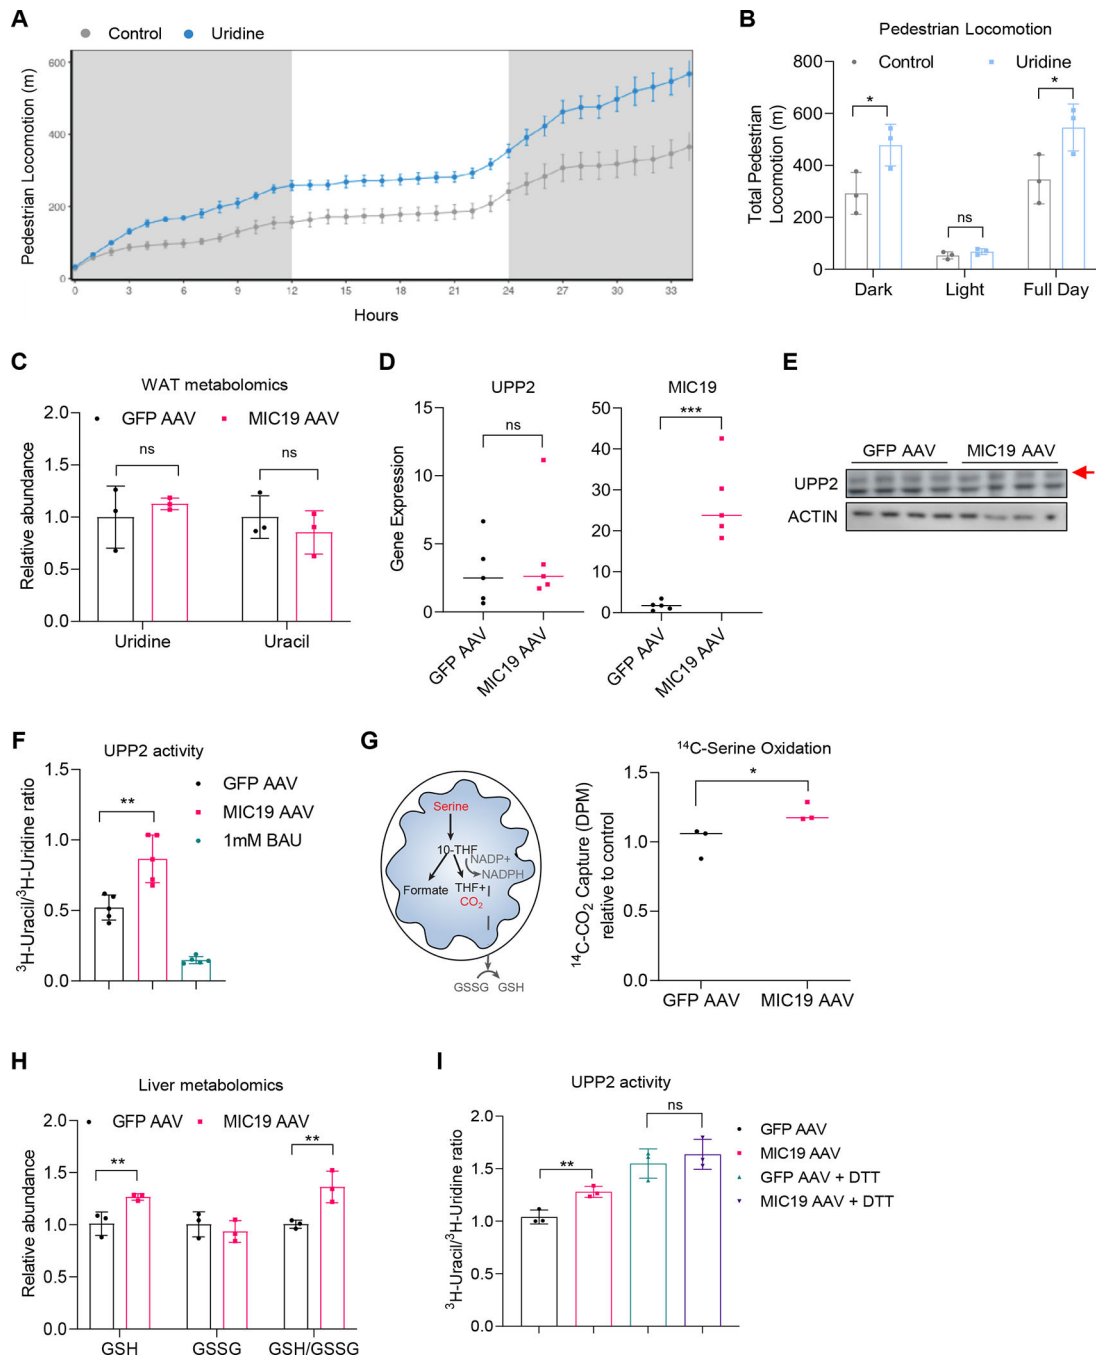 A
Control Uridine
Pedestrian Locomotion (m)
600
400
200
0
0 3 6 9 12 15 18 21 24 27 30 33
Hours
B
Pedestrian Locomotion
Control Uridine
Total Pedestrian
Locomotion (m)
800
600
400
200
0
* ns *
Dark Light Full Day
C
WAT metabolomics
GFP AAV MIC19 AAV
Relative abundance
2.0
1.5
1.0
0.5
0.0
ns ns
Uridine Uracil
D
UPP2
Gene Expression
15
10
5
0
ns
GFP AAV MIC19 AAV
MIC19
50
40
30
20
10
0
***
GFP AAV MIC19 AAV
E
GFP AAV MIC19 AAV
UPP2
ACTIN
F
UPP2 activity
GFP AAV
MIC19 AAV
1mM BAU
³H-Uracil/³H-Uridine ratio
1.5
1.0
0.5
0.0
**
G
Serine
10-THF
NADP+
NADPH
Formate THF+
CO₂
GSSG GSH
¹⁴C-Serine Oxidation
¹⁴C-CO₂ Capture (DPM)
relative to control
1.5
1.0
0.5
0.0
*
GFP AAV MIC19 AAV
H
Liver metabolomics
GFP AAV MIC19 AAV
Relative abundance
2.0
1.5
1.0
0.5
0.0
** **
GSH GSSG GSH/GSSG
I
UPP2 activity
³H-Uracil/³H-Uridine ratio
2.0
1.5
1.0
0.5
0.0
** ns
GFP AAV
MIC19 AAV
GFP AAV + DTT
MIC19 AAV + DTT